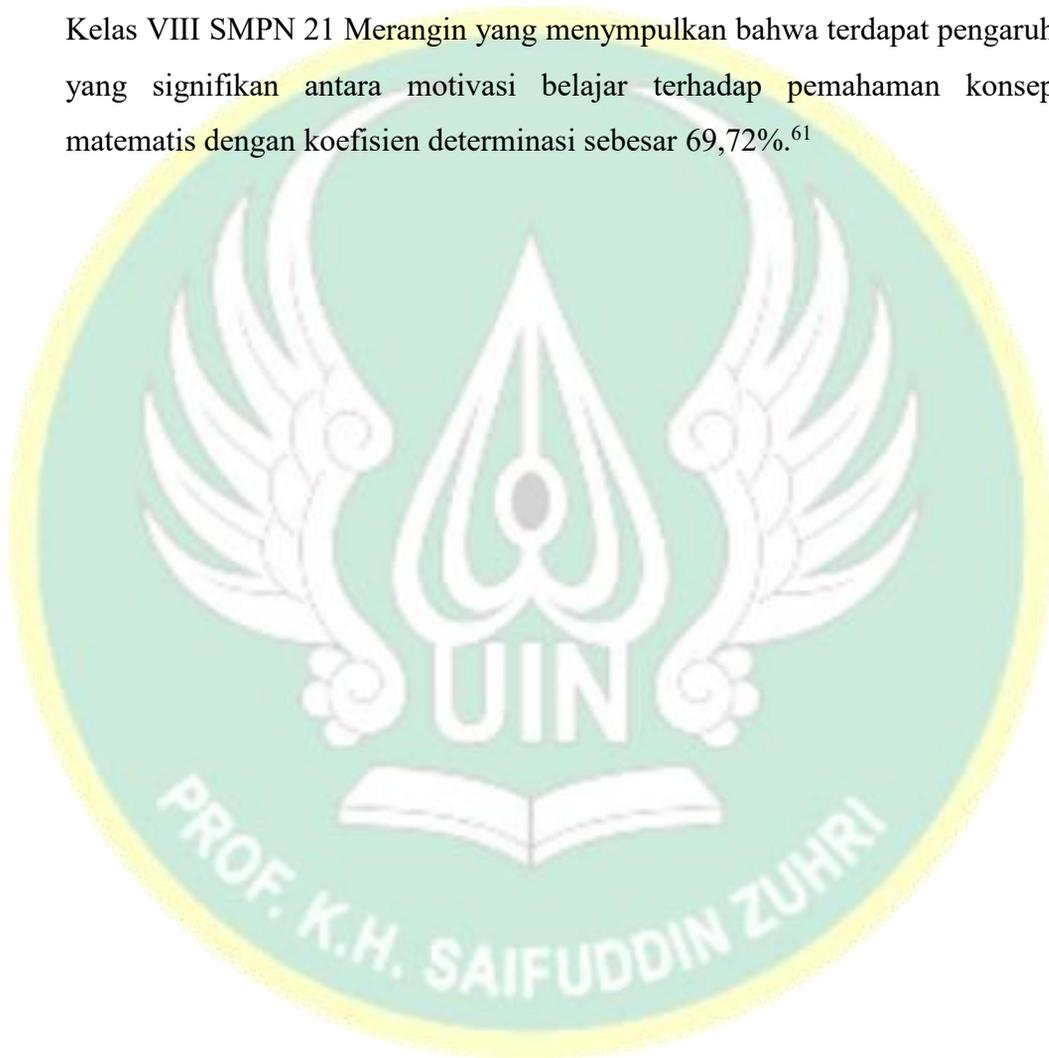 Kelas VIII SMPN 21 Merangin yang menympulkan bahwa terdapat pengaruh
yang signifikan antara motivasi belajar terhadap pemahaman konsep
matematis dengan koefisien determinasi sebesar 69,72%.⁶¹
UIN
PROF. K.H. SAIFUDDIN ZUHRI